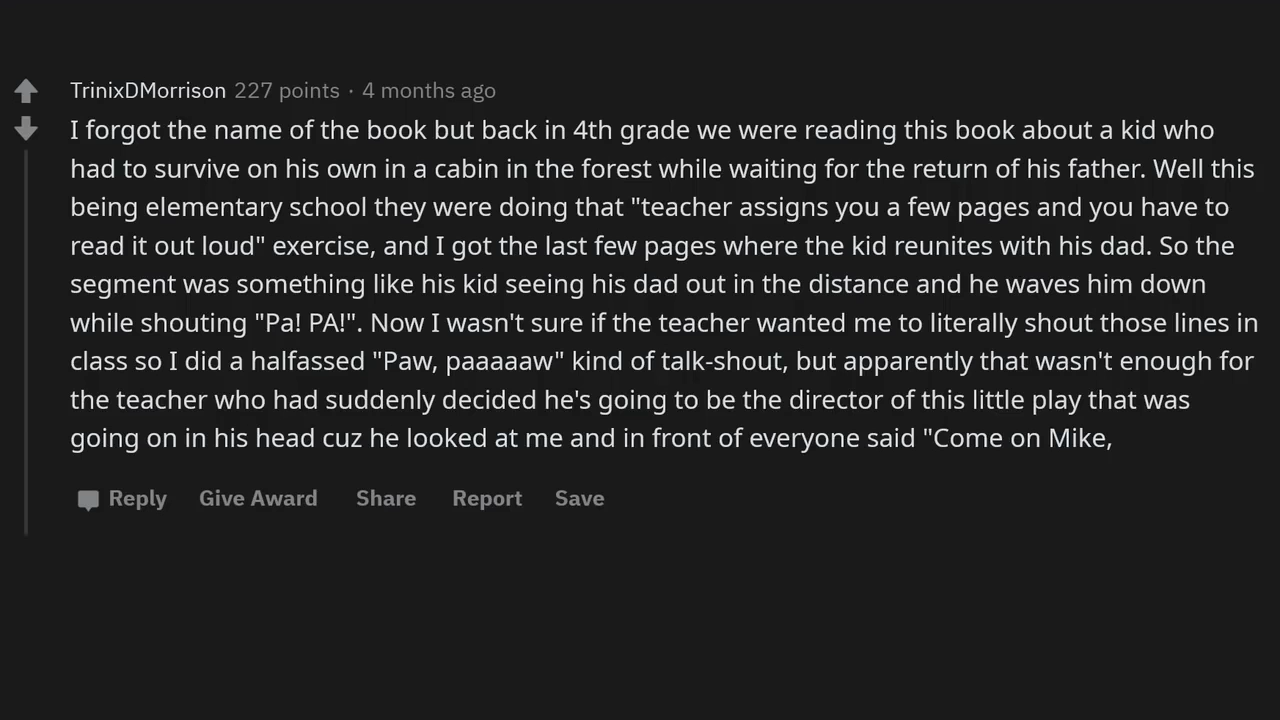 TrinixDMorrison 227 points · 4 months ago
I forgot the name of the book but back in 4th grade we were reading this book about a kid who
had to survive on his own in a cabin in the forest while waiting for the return of his father. Well this
being elementary school they were doing that "teacher assigns you a few pages and you have to
read it out loud" exercise, and I got the last few pages where the kid reunites with his dad. So the
segment was something like his kid seeing his dad out in the distance and he waves him down
while shouting "Pa! PA!". Now I wasn't sure if the teacher wanted me to literally shout those lines in
class so I did a halfassed "Paw, paaaaaw" kind of talk-shout, but apparently that wasn't enough for
the teacher who had suddenly decided he's going to be the director of this little play that was
going on in his head cuz he looked at me and in front of everyone said "Come on Mike,
Reply Give Award Share Report Save